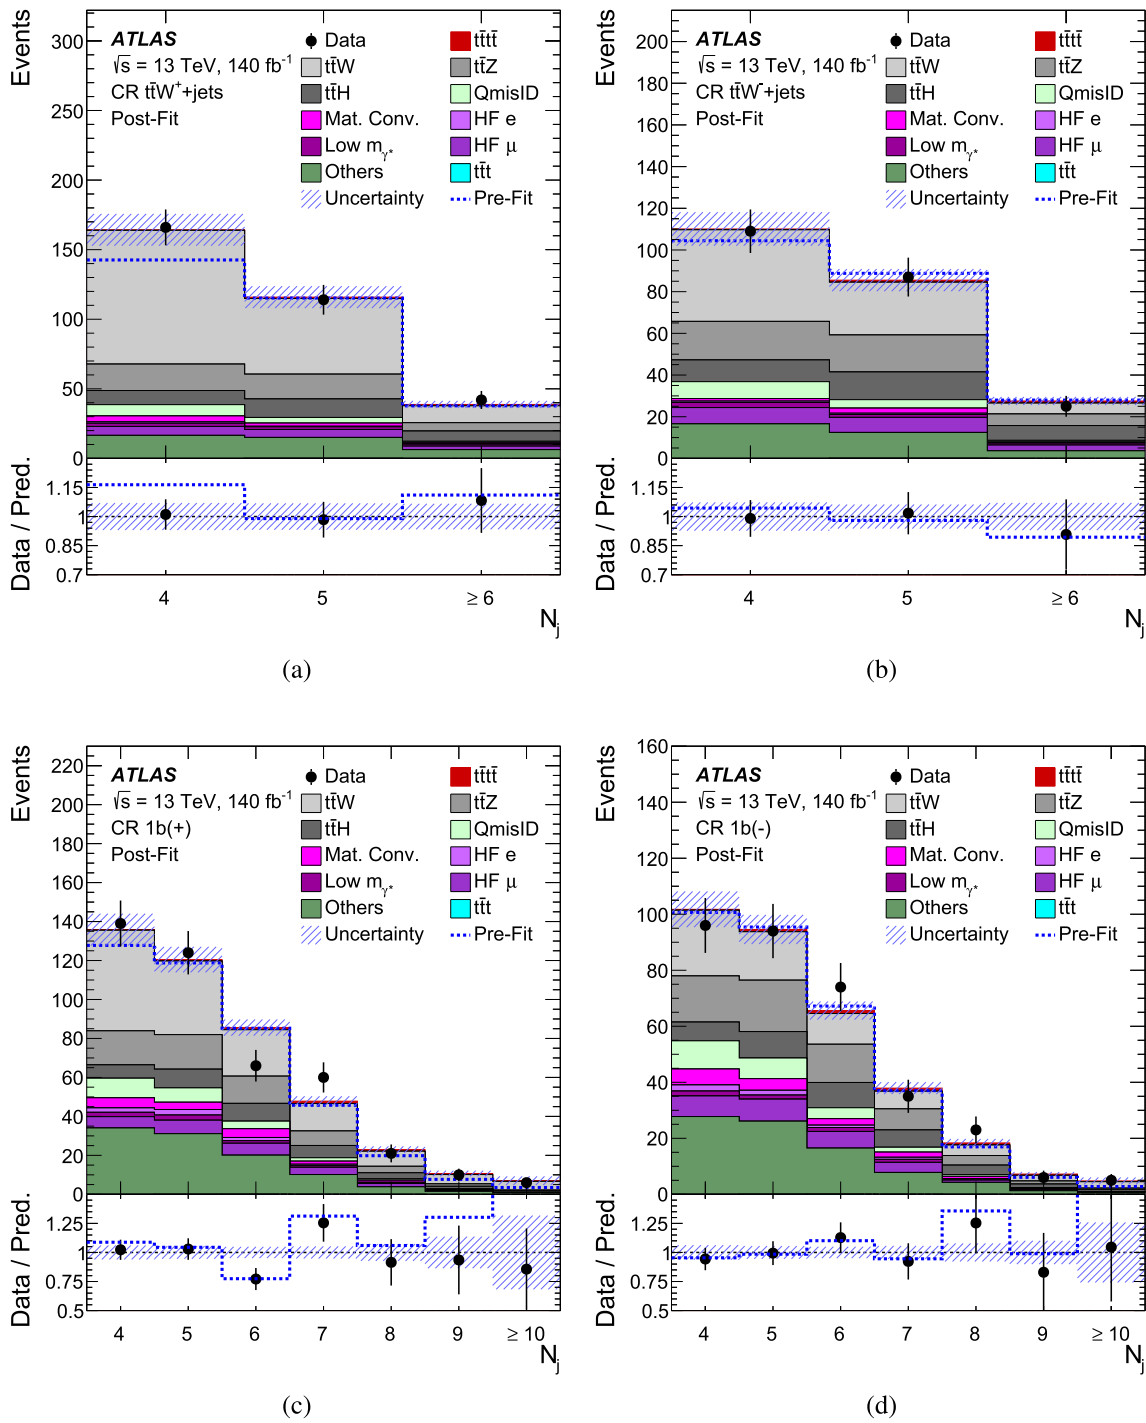 Events
300
250
200
150
100
50
0
ATLAS
√s = 13 TeV, 140 fb⁻¹
CR tt̄W⁺+jets
Post-Fit
Data
tt̄tt̄
tt̄W
tt̄Z
tt̄H
QmisID
Mat. Conv.
HF e
Low m_γ*
HF μ
Others
tt̄t
Uncertainty
Pre-Fit
Data / Pred.
1.15
1
0.85
0.7
4 5 ≥ 6
N_j
(a)
Events
200
180
160
140
120
100
80
60
40
20
0
ATLAS
√s = 13 TeV, 140 fb⁻¹
CR tt̄W⁻+jets
Post-Fit
Data
tt̄tt̄
tt̄W
tt̄Z
tt̄H
QmisID
Mat. Conv.
HF e
Low m_γ*
HF μ
Others
tt̄t
Uncertainty
Pre-Fit
Data / Pred.
1.15
1
0.85
0.7
4 5 ≥ 6
N_j
(b)
Events
220
200
180
160
140
120
100
80
60
40
20
0
ATLAS
√s = 13 TeV, 140 fb⁻¹
CR 1b(+)
Post-Fit
Data
tt̄tt̄
tt̄W
tt̄Z
tt̄H
QmisID
Mat. Conv.
HF e
Low m_γ*
HF μ
Others
tt̄t
Uncertainty
Pre-Fit
Data / Pred.
1.25
1
0.75
0.5
4 5 6 7 8 9 ≥ 10
N_j
(c)
Events
160
140
120
100
80
60
40
20
0
ATLAS
√s = 13 TeV, 140 fb⁻¹
CR 1b(-)
Post-Fit
Data
tt̄tt̄
tt̄W
tt̄Z
tt̄H
QmisID
Mat. Conv.
HF e
Low m_γ*
HF μ
Others
tt̄t
Uncertainty
Pre-Fit
Data / Pred.
1.25
1
0.75
0.5
4 5 6 7 8 9 ≥ 10
N_j
(d)